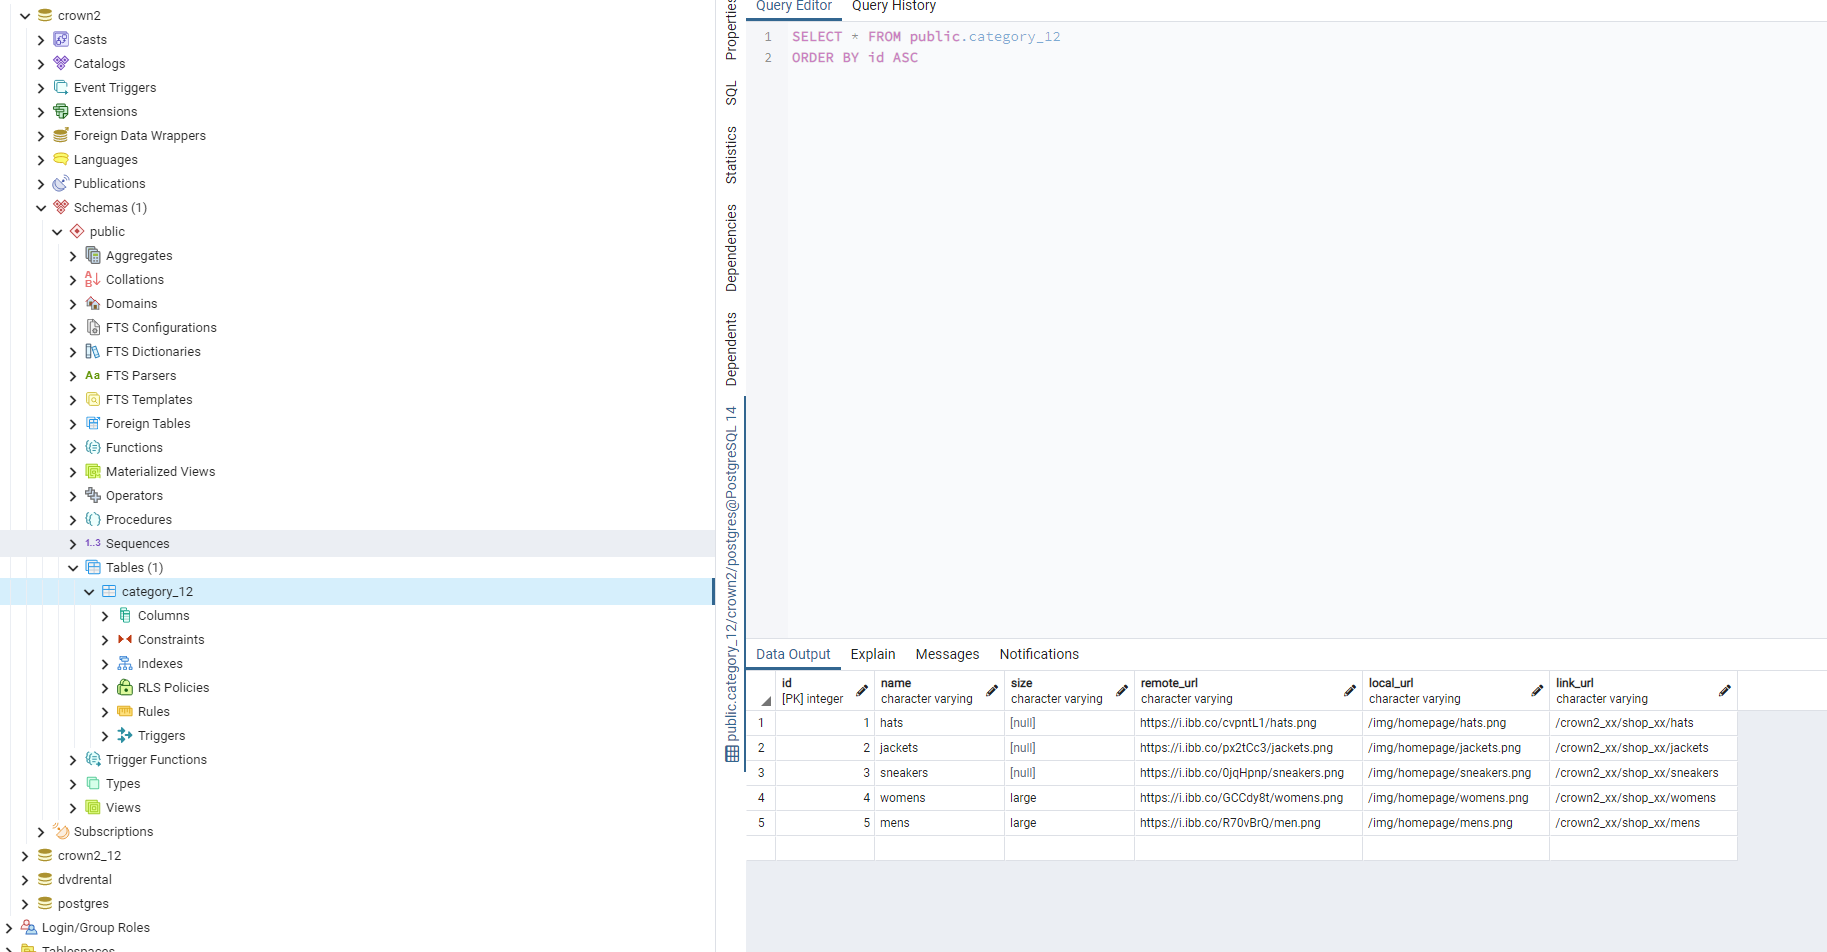 crown2
Casts
Catalogs
Event Triggers
Extensions
Foreign Data Wrappers
Languages
Publications
Schemas (1)
public
Aggregates
Collations
Domains
FTS Configurations
FTS Dictionaries
Aa FTS Parsers
FTS Templates
Foreign Tables
Functions
Materialized Views
Operators
Procedures
1..3 Sequences
Tables (1)
category_12
Columns
Constraints
Indexes
RLS Policies
Rules
Triggers
Trigger Functions
Types
Views
Subscriptions
crown2_12
dvdrental
postgres
Login/Group Roles
Tablespaces
Properties
SQL
Statistics
Dependencies
Dependents
public.category_12/crown2/postgres@PostgreSQL 14
Query Editor Query History
1 SELECT * FROM public.category_12
2 ORDER BY id ASC
Data Output Explain Messages Notifications
id name size remote_url local_url link_url
[PK] integer character varying character varying character varying character varying character varying
1 1 hats [null] https://i.ibb.co/cvpntL1/hats.png /img/homepage/hats.png /crown2_xx/shop_xx/hats
2 2 jackets [null] https://i.ibb.co/px2tCc3/jackets.png /img/homepage/jackets.png /crown2_xx/shop_xx/jackets
3 3 sneakers [null] https://i.ibb.co/0jqHpnp/sneakers.png /img/homepage/sneakers.png /crown2_xx/shop_xx/sneakers
4 4 womens large https://i.ibb.co/GCCdy8t/womens.png /img/homepage/womens.png /crown2_xx/shop_xx/womens
5 5 mens large https://i.ibb.co/R70vBrQ/men.png /img/homepage/mens.png /crown2_xx/shop_xx/mens